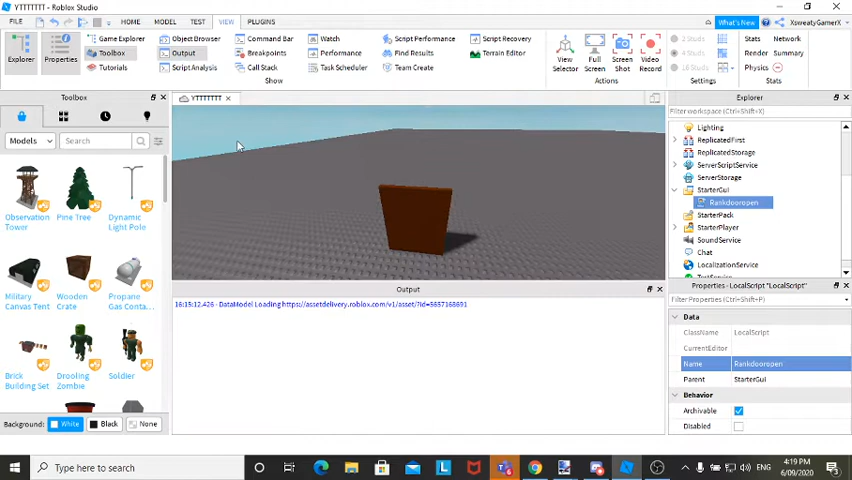 YTTTTTTT - Roblox Studio
FILE
HOME
MODEL
TEST
VIEW
PLUGINS
What's New
XsweatyGamerX
Explorer
Properties
Game Explorer
Toolbox
Tutorials
Object Browser
Output
Script Analysis
Command Bar
Breakpoints
Call Stack
Watch
Performance
Task Scheduler
Script Performance
Find Results
Team Create
Script Recovery
Terrain Editor
Show
View Selector
Full Screen
Screen Shot
Video Record
Actions
2 Studs
4 Studs
16 Studs
Settings
Stats
Network
Render
Summary
Physics
Stats
Toolbox
YTTTTTTT
Explorer
Models
Search
Filter workspace (Ctrl+Shift+X)
Lighting
ReplicatedFirst
ReplicatedStorage
ServerScriptService
ServerStorage
StarterGui
Rankdooropen
StarterPack
StarterPlayer
SoundService
Chat
LocalizationService
TestService
Observation Tower
Pine Tree
Dynamic Light Pole
Military Canvas Tent
Wooden Crate
Propane Gas Conta...
Brick Building Set
Drooling Zombie
Soldier
Background:
White
Black
None
Output
16:15:12.426 - DataModel Loading https://assetdelivery.roblox.com/v1/asset/?id=5657168691
Properties - LocalScript "LocalScript"
Filter Properties (Ctrl+Shift+P)
Data
ClassName LocalScript
CurrentEditor
Name Rankdooropen
Parent StarterGui
Behavior
Archivable
Disabled
Type here to search
ENG
4:19 PM
6/09/2020